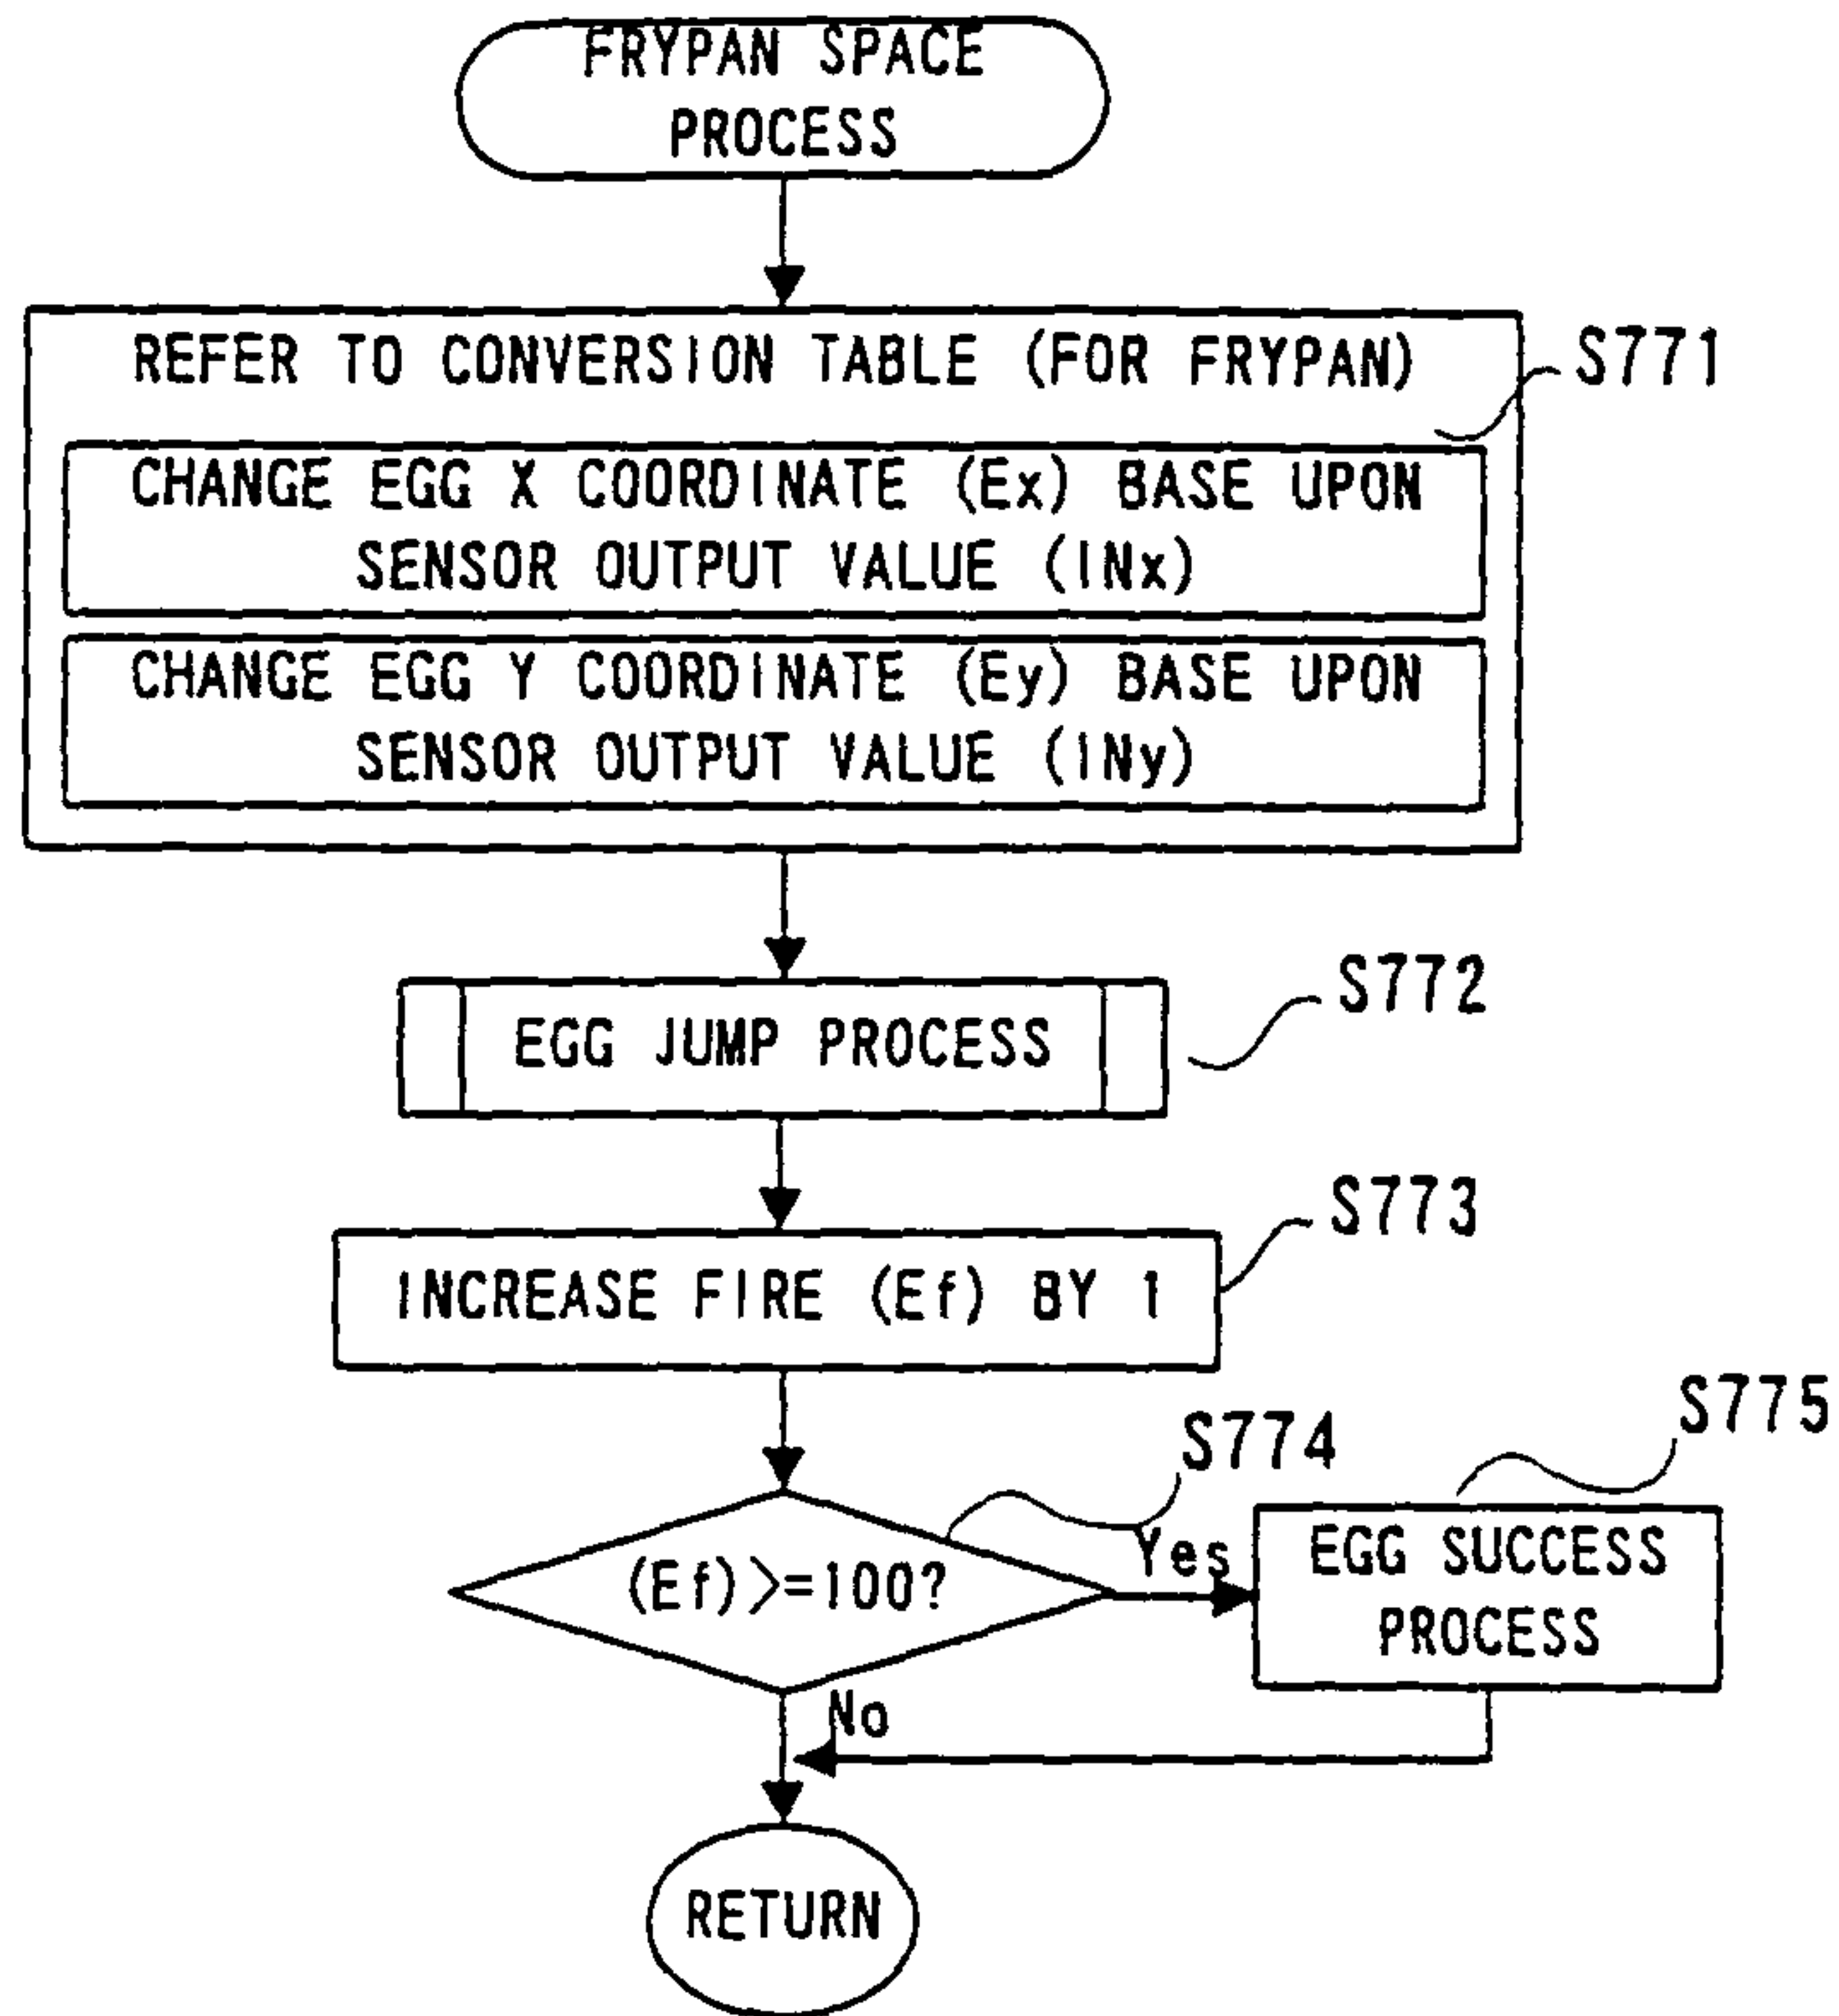 FRYPAN SPACE
PROCESS
REFER TO CONVERSION TABLE (FOR FRYPAN)
S771
CHANGE EGG X COORDINATE (Ex) BASE UPON
SENSOR OUTPUT VALUE (INx)
CHANGE EGG Y COORDINATE (Ey) BASE UPON
SENSOR OUTPUT VALUE (INy)
S772
EGG JUMP PROCESS
S773
INCREASE FIRE (Ef) BY 1
S774
S775
(Ef)>=100?
Yes
EGG SUCCESS
PROCESS
No
RETURN